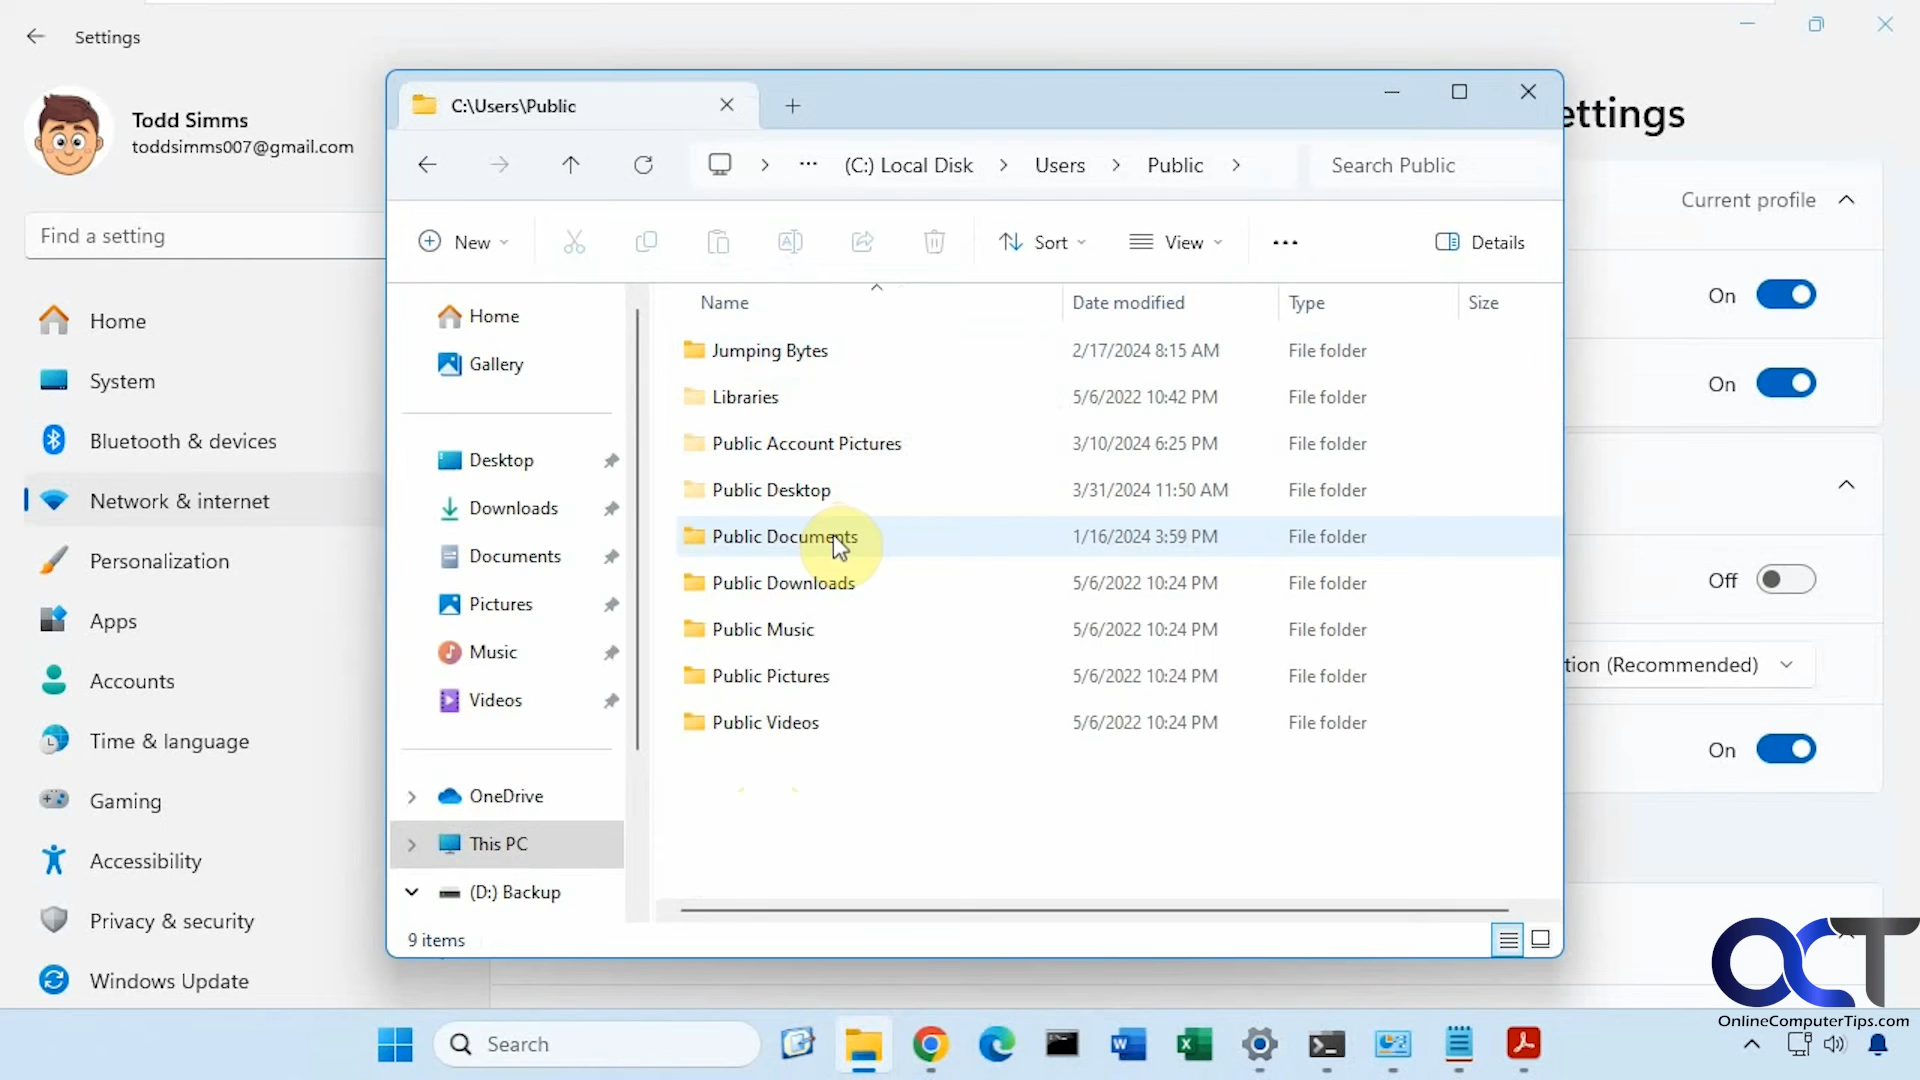 Settings
Todd Simms
toddsimms007@gmail.com
Find a setting
Home
System
Bluetooth & devices
Network & internet
Personalization
Apps
Accounts
Time & language
Gaming
Accessibility
Privacy & security
Windows Update
C:\Users\Public
(C:) Local Disk > Users > Public >
Search Public
New
Sort
View
Details
Home
Gallery
Desktop
Downloads
Documents
Pictures
Music
Videos
OneDrive
This PC
(D:) Backup
Name Date modified Type Size
Jumping Bytes 2/17/2024 8:15 AM File folder
Libraries 5/6/2022 10:42 PM File folder
Public Account Pictures 3/10/2024 6:25 PM File folder
Public Desktop 3/31/2024 11:50 AM File folder
Public Documents 1/16/2024 3:59 PM File folder
Public Downloads 5/6/2022 10:24 PM File folder
Public Music 5/6/2022 10:24 PM File folder
Public Pictures 5/6/2022 10:24 PM File folder
Public Videos 5/6/2022 10:24 PM File folder
9 items
ettings
Current profile
On
On
Off
tion (Recommended)
On
OCT
OnlineComputerTips.com
Search